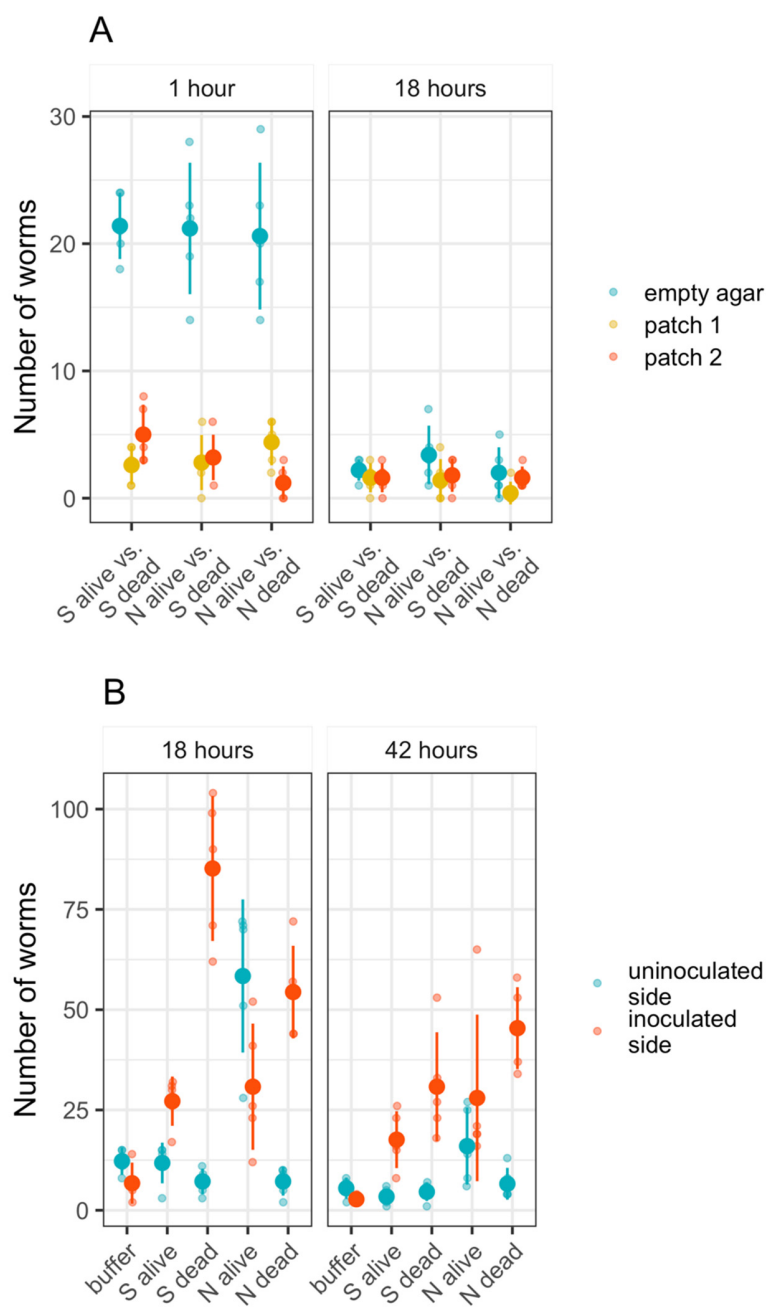 A
1 hour
18 hours
30
20
10
0
Number of worms
S alive vs.
S dead
N alive vs.
S dead
N alive vs.
N dead
S alive vs.
S dead
N alive vs.
S dead
N alive vs.
N dead
empty agar
patch 1
patch 2
B
18 hours
42 hours
100
75
50
25
0
Number of worms
buffer
S alive
S dead
N alive
N dead
buffer
S alive
S dead
N alive
N dead
uninoculated
side
inoculated
side